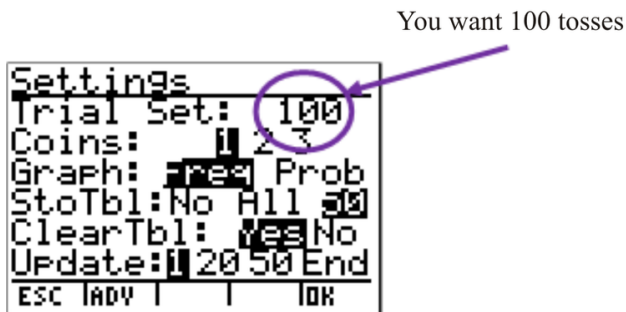 You want 100 tosses
Settings
Trial Set: 100
Coins: 1 2 3
Graph: Freq Prob
StoTbl:No All 50
ClearTbl: Yes No
Update:1 20 50 End
ESC ADV OK